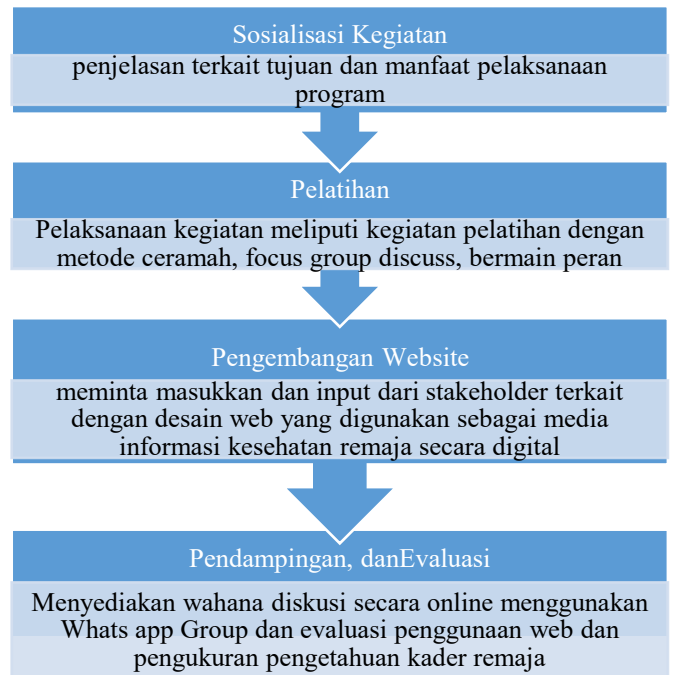 Sosialisasi Kegiatan
penjelasan terkait tujuan dan manfaat pelaksanaan
program
Pelatihan
Pelaksanaan kegiatan meliputi kegiatan pelatihan dengan
metode ceramah, focus group discuss, bermain peran
Pengembangan Website
meminta masukkan dan input dari stakeholder terkait
dengan desain web yang digunakan sebagai media
informasi kesehatan remaja secara digital
Pendampingan, danEvaluasi
Menyediakan wahana diskusi secara online menggunakan
Whats app Group dan evaluasi penggunaan web dan
pengukuran pengetahuan kader remaja